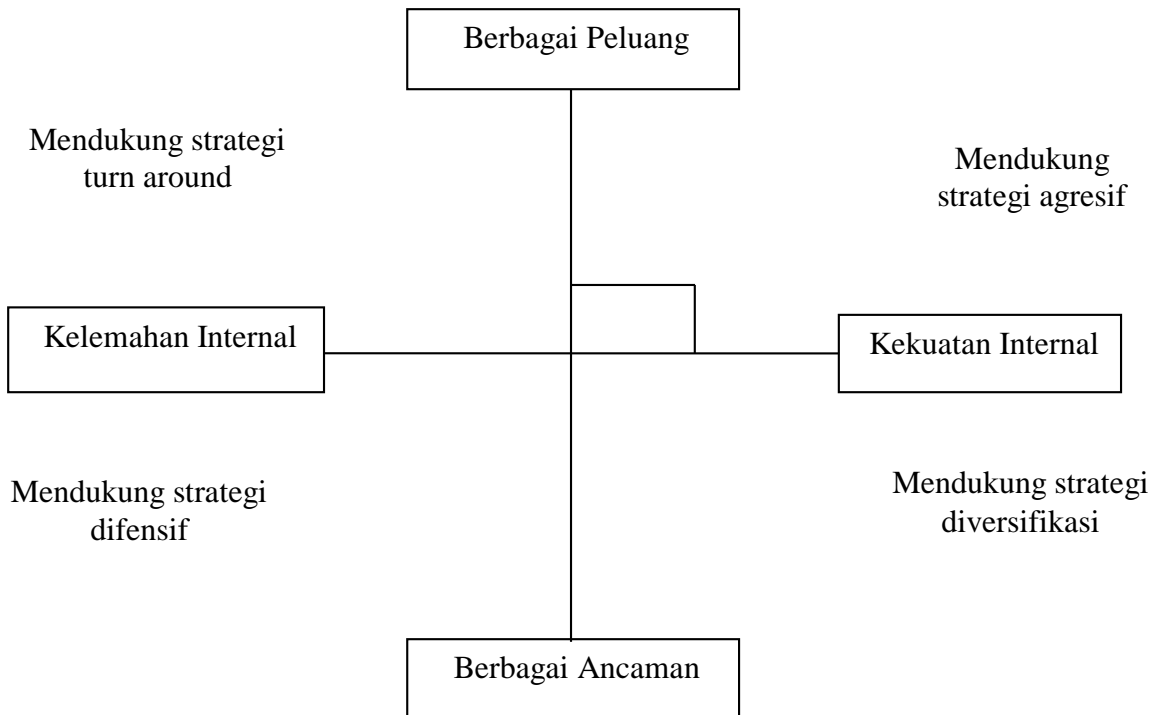 Berbagai Peluang
Mendukung strategi
turn around
Mendukung
strategi agresif
Kelemahan Internal
Kekuatan Internal
Mendukung strategi
difensif
Mendukung strategi
diversifikasi
Berbagai Ancaman